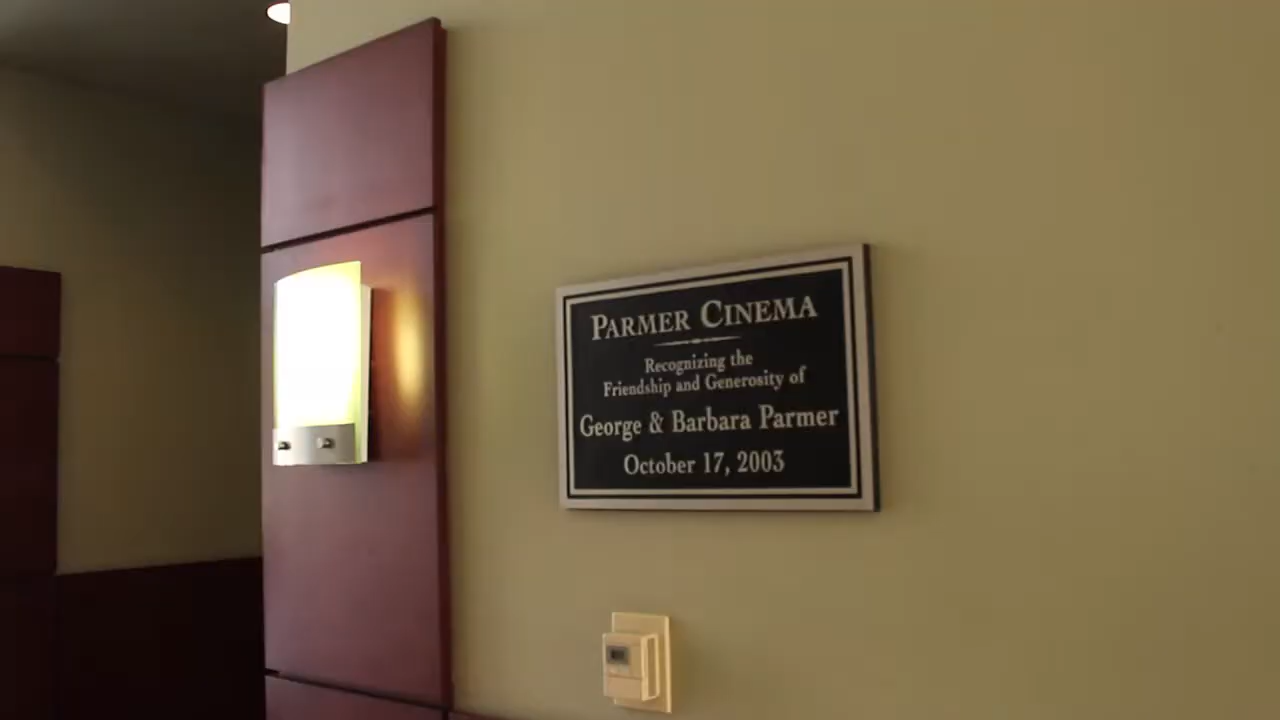 PARMER CINEMA
Recognizing the
Friendship and Generosity of
George & Barbara Parmer
October 17, 2003